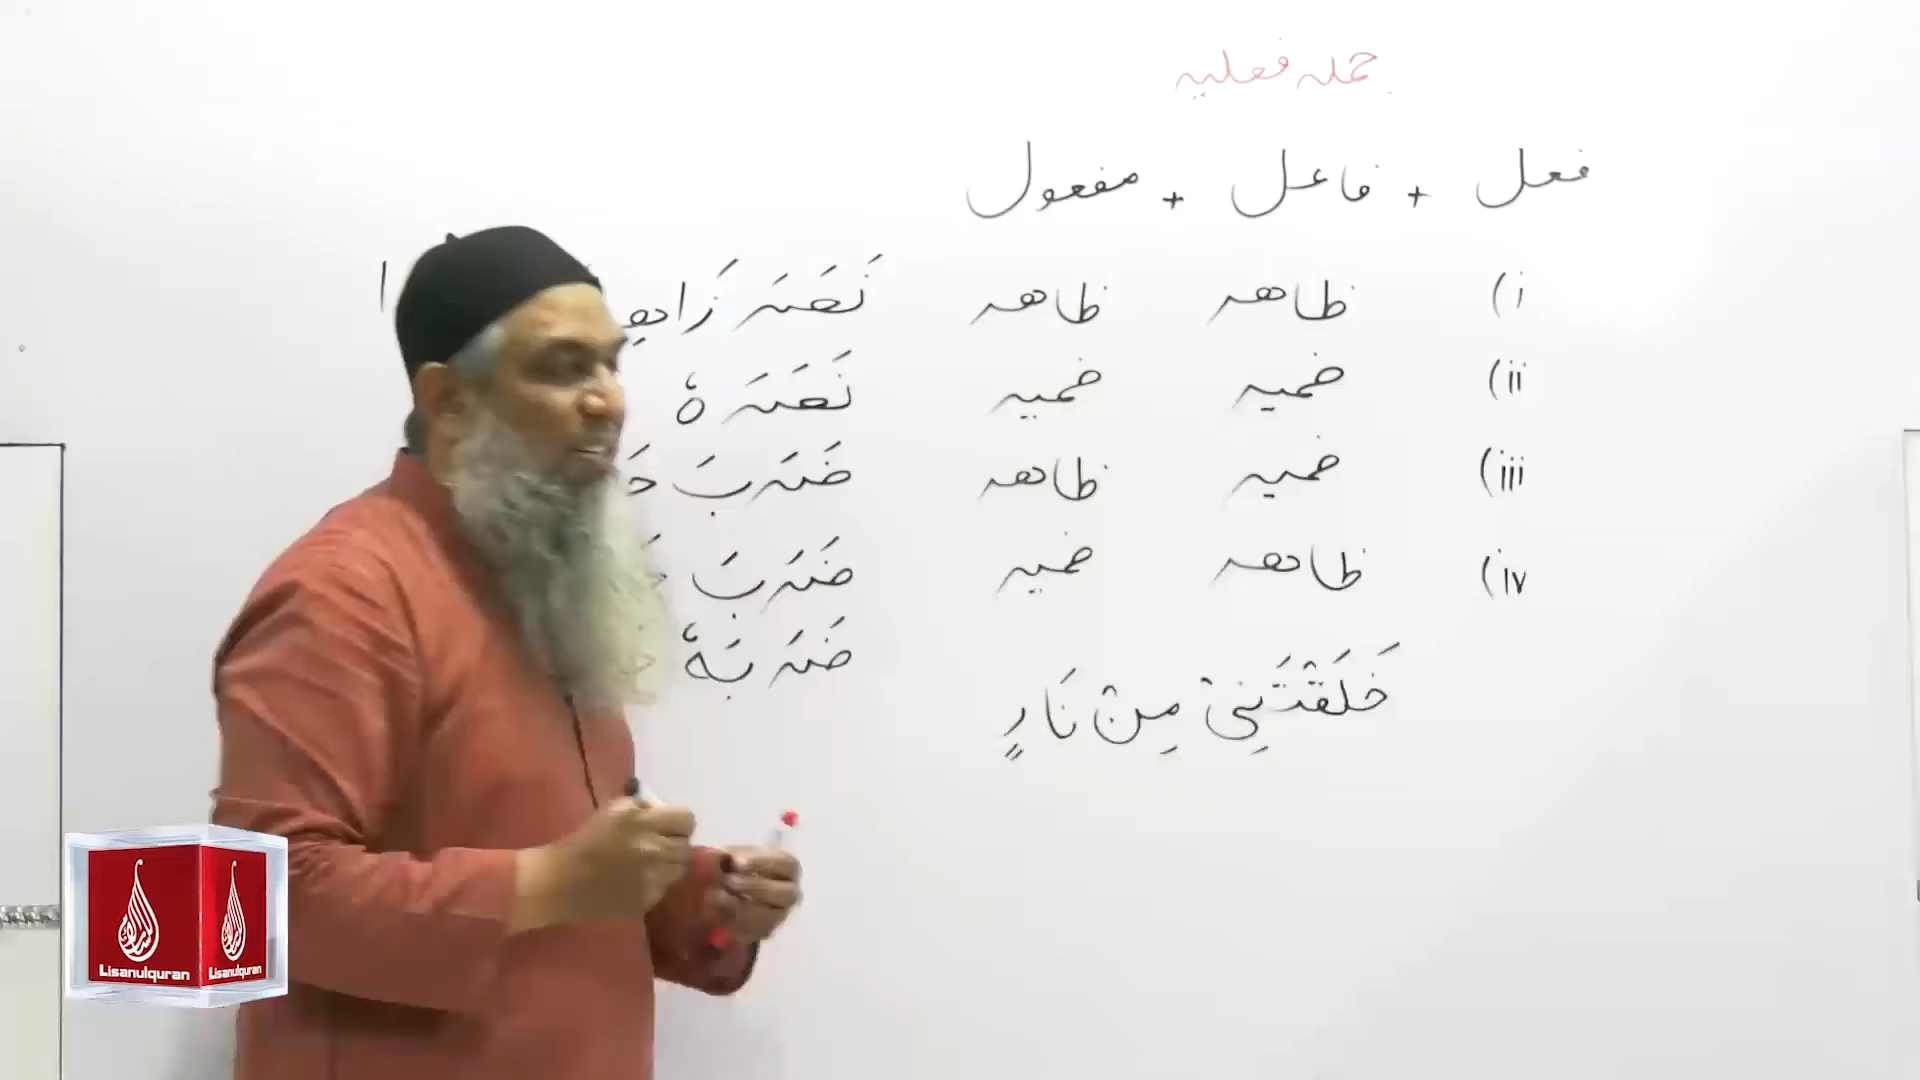 جملہ فعلیہ
فعل + فاعل + مفعول
i) ظاھر ظاھر نَصَرَ
ii) ضمیر ضمیر نَصَرَ هٗ
iii) ضمیر ظاھر ضَرَبَ
iv) ظاھر ضمیر ضَرَبَ
ضَرَبَهٗ
خَلَقْتَنِیْ مِنْ نَارٍ
Lisanulquran
Lisanulquran